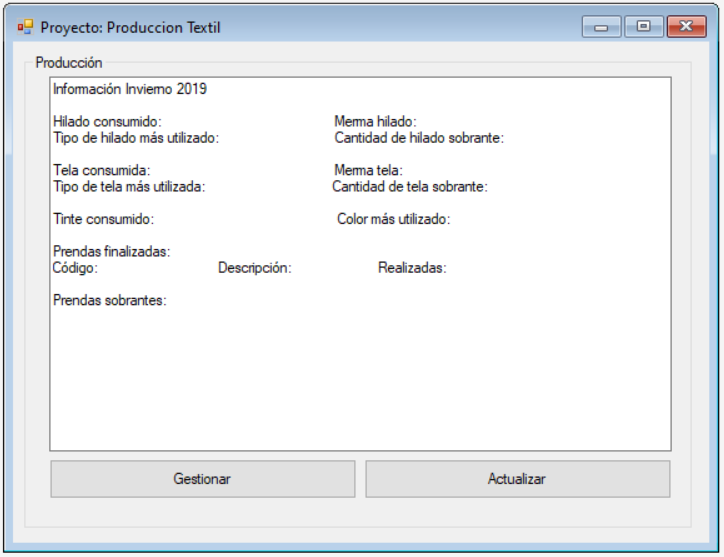 Proyecto: Produccion Textil
Producción
Información Invierno 2019
Hilado consumido: Merma hilado:
Tipo de hilado más utilizado: Cantidad de hilado sobrante:
Tela consumida: Merma tela:
Tipo de tela más utilizada: Cantidad de tela sobrante:
Tinte consumido: Color más utilizado:
Prendas finalizadas:
Código: Descripción: Realizadas:
Prendas sobrantes:
Gestionar Actualizar